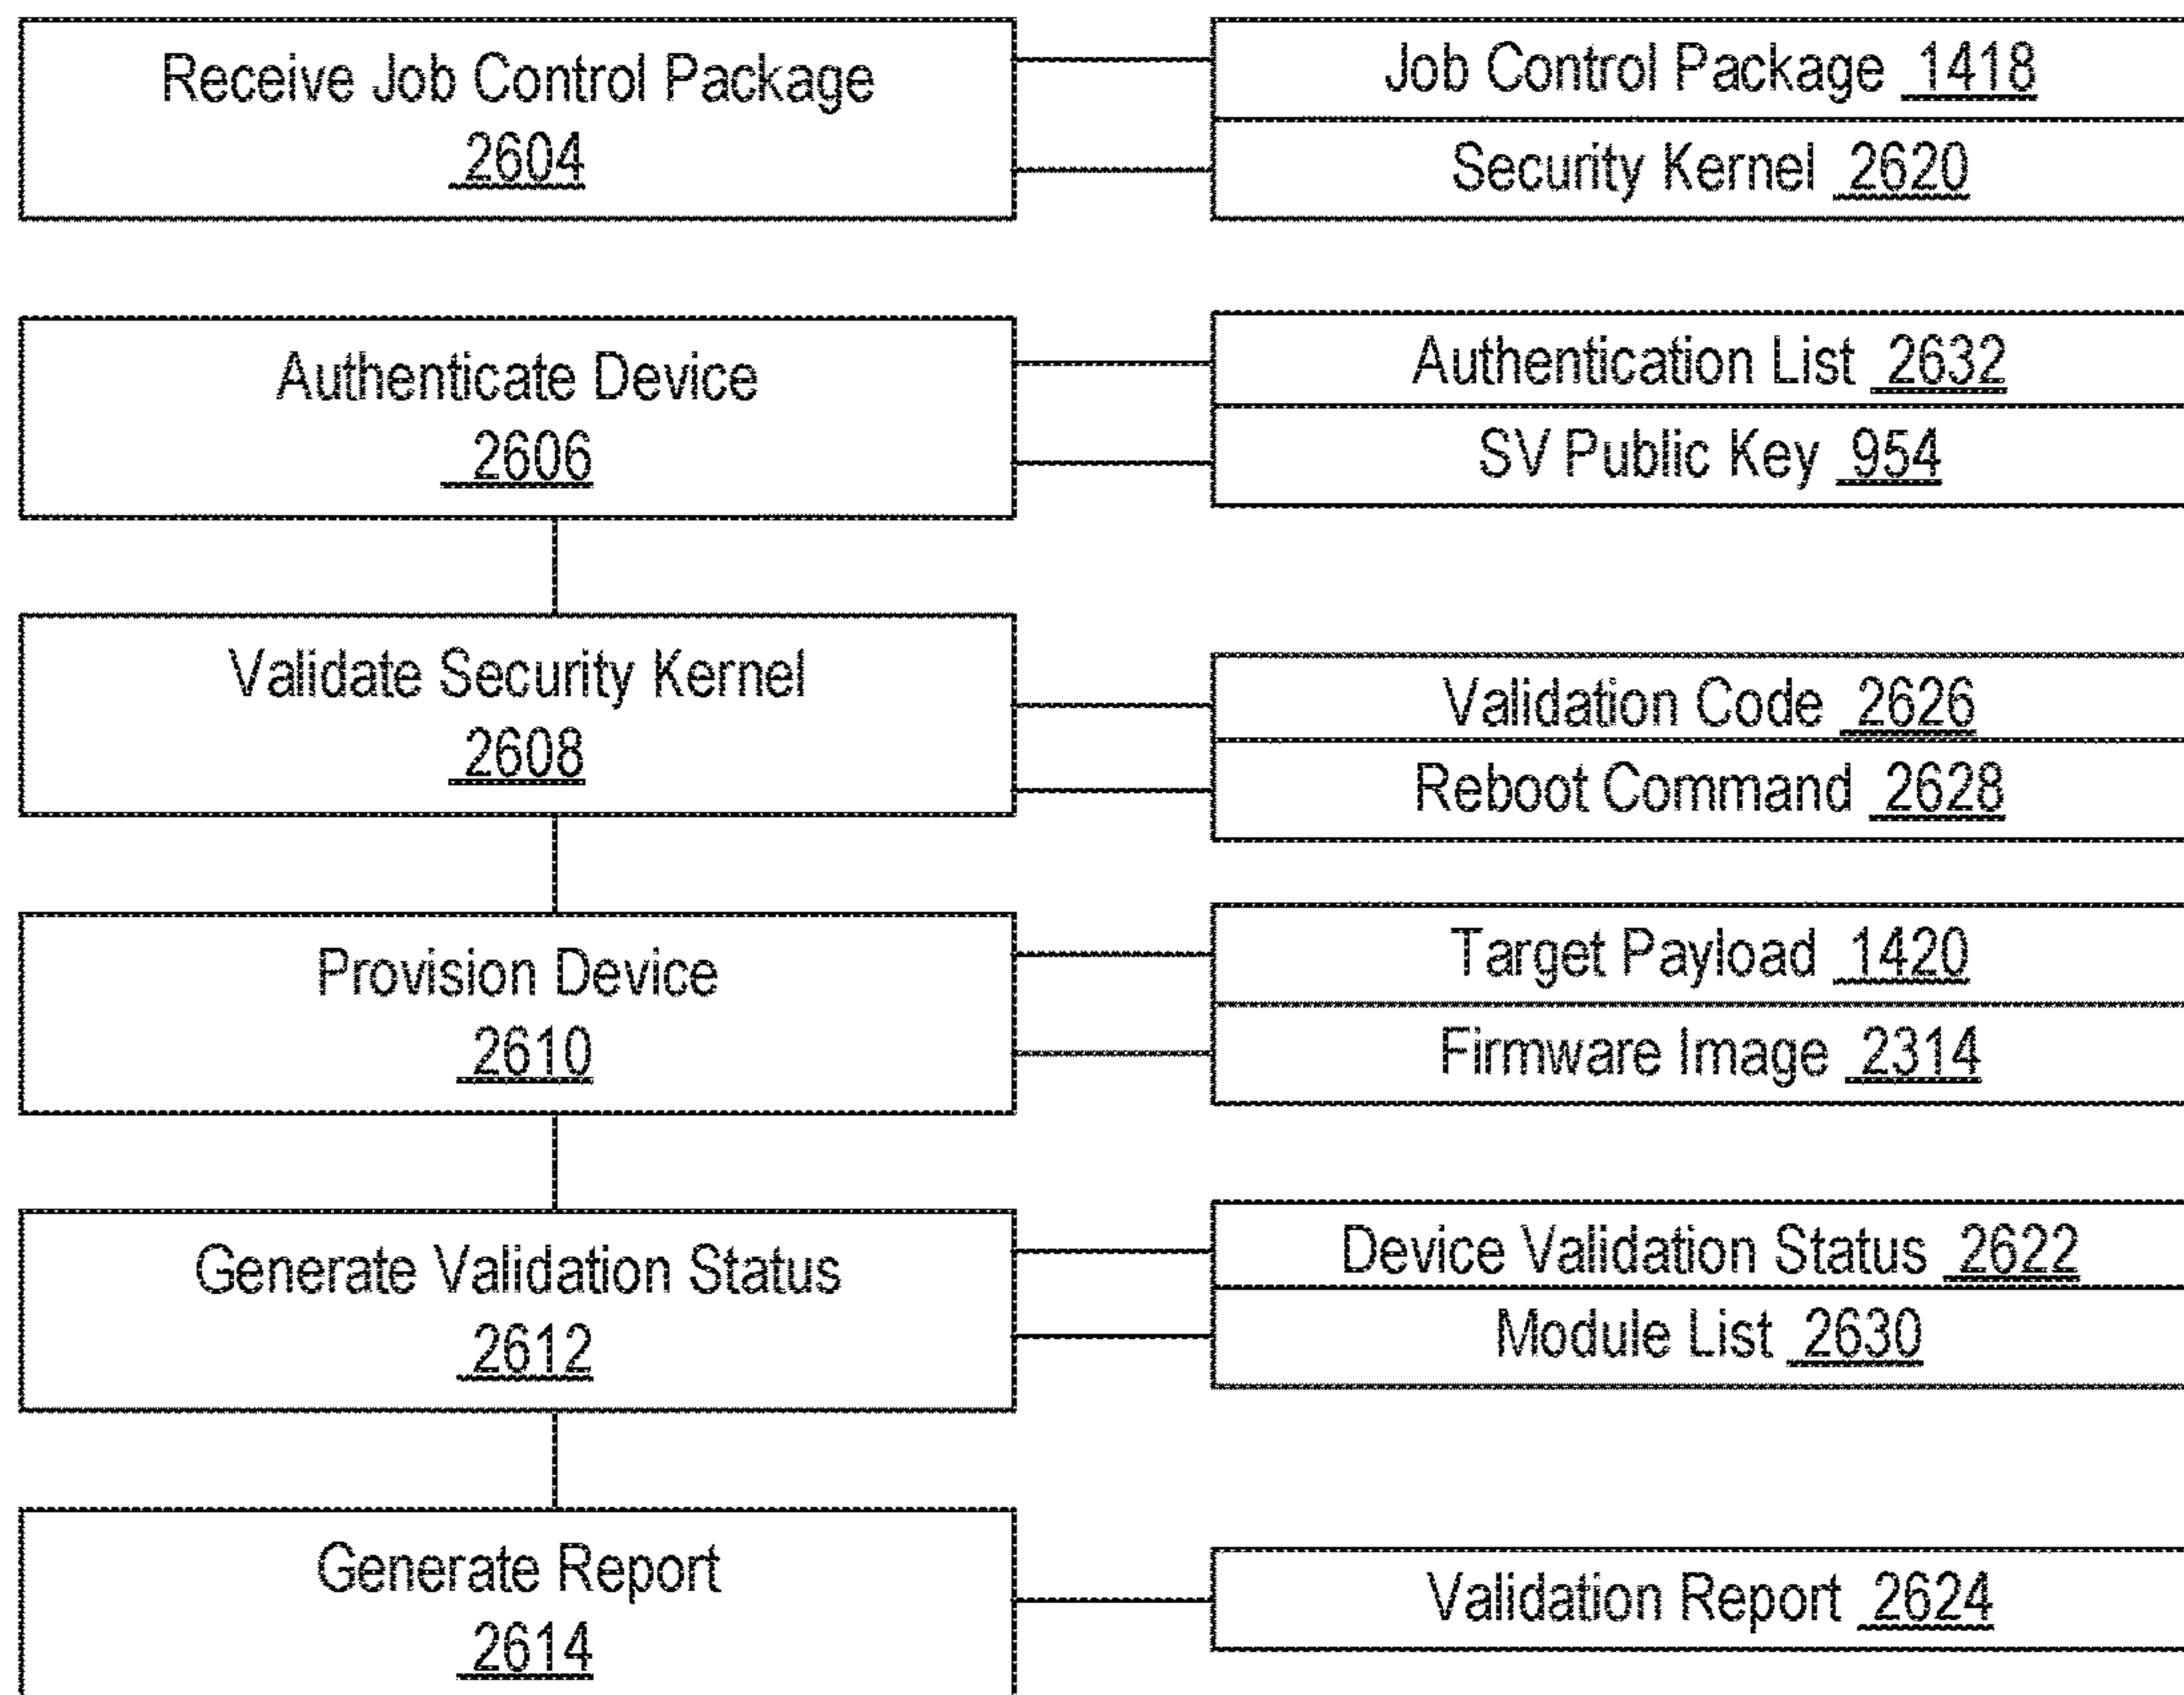 Receive Job Control Package
2604
Job Control Package 1418
Security Kernel 2620
Authenticate Device
2606
Authentication List 2632
SV Public Key 954
Validate Security Kernel
2608
Validation Code 2626
Reboot Command 2628
Provision Device
2610
Target Payload 1420
Firmware Image 2314
Generate Validation Status
2612
Device Validation Status 2622
Module List 2630
Generate Report
2614
Validation Report 2624